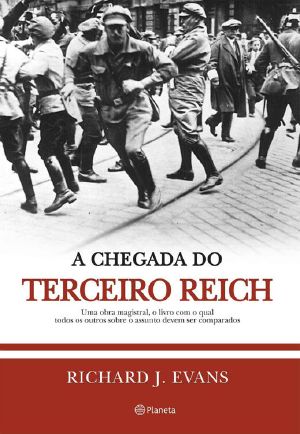 A CHEGADA DO
TERCEIRO REICH
Uma obra magistral, o livro com o qual
todos os outros sobre o assunto devem ser comparados
RICHARD J. EVANS
Planeta